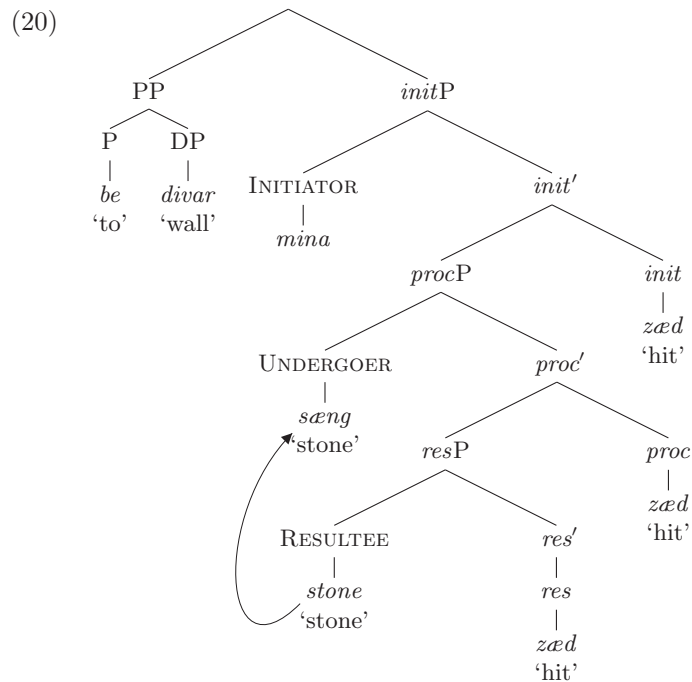 (20)
PP initP
P DP INITIATOR init′
be divar mina procP init
‘to’ ‘wall’ zæd
‘hit’
UNDERGOER proc′
sæng resP proc
‘stone’ zæd
‘hit’
RESULTEE res′
stone res
‘stone’ zæd
‘hit’